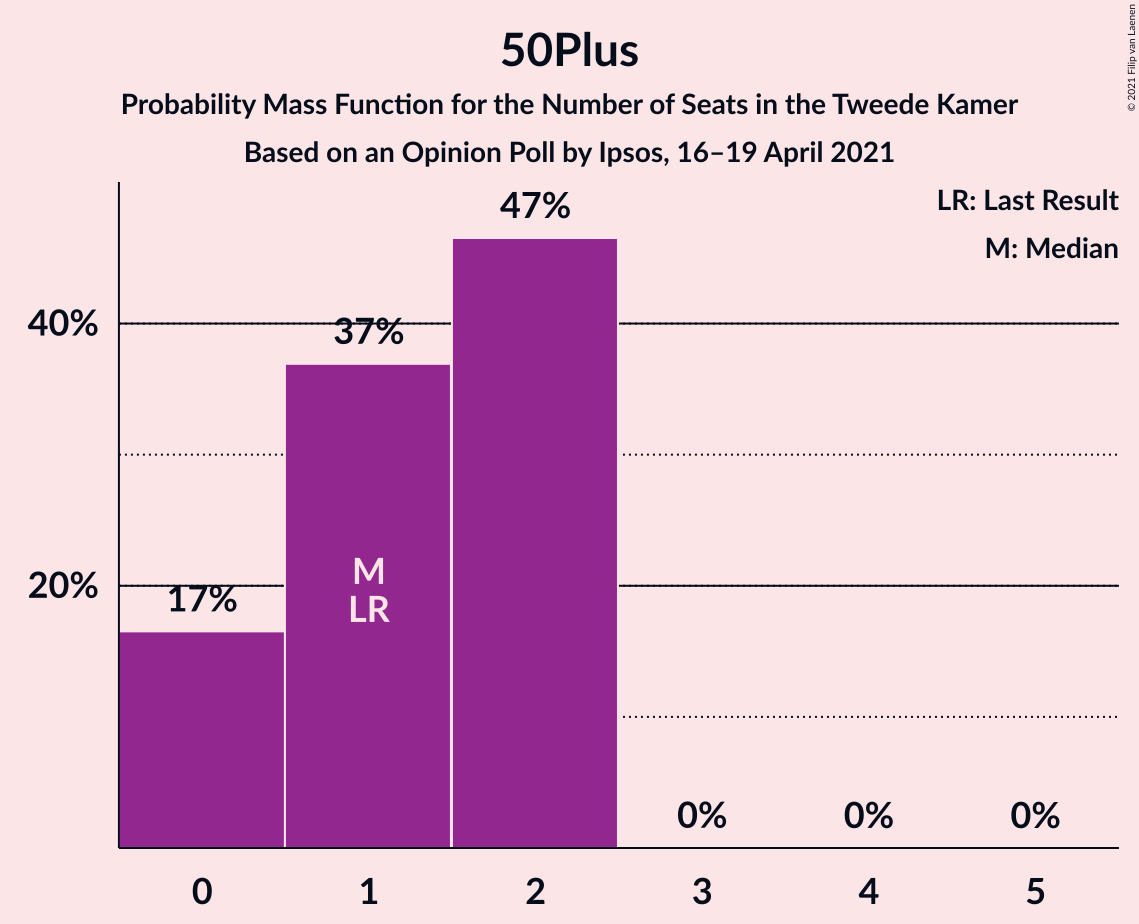 50Plus
Probability Mass Function for the Number of Seats in the Tweede Kamer
Based on an Opinion Poll by Ipsos, 16–19 April 2021
© 2021 Filip van Laenen
LR: Last Result
M: Median
47%
40%
37%
20%
17%
M
LR
0%
0%
0%
0
1
2
3
4
5